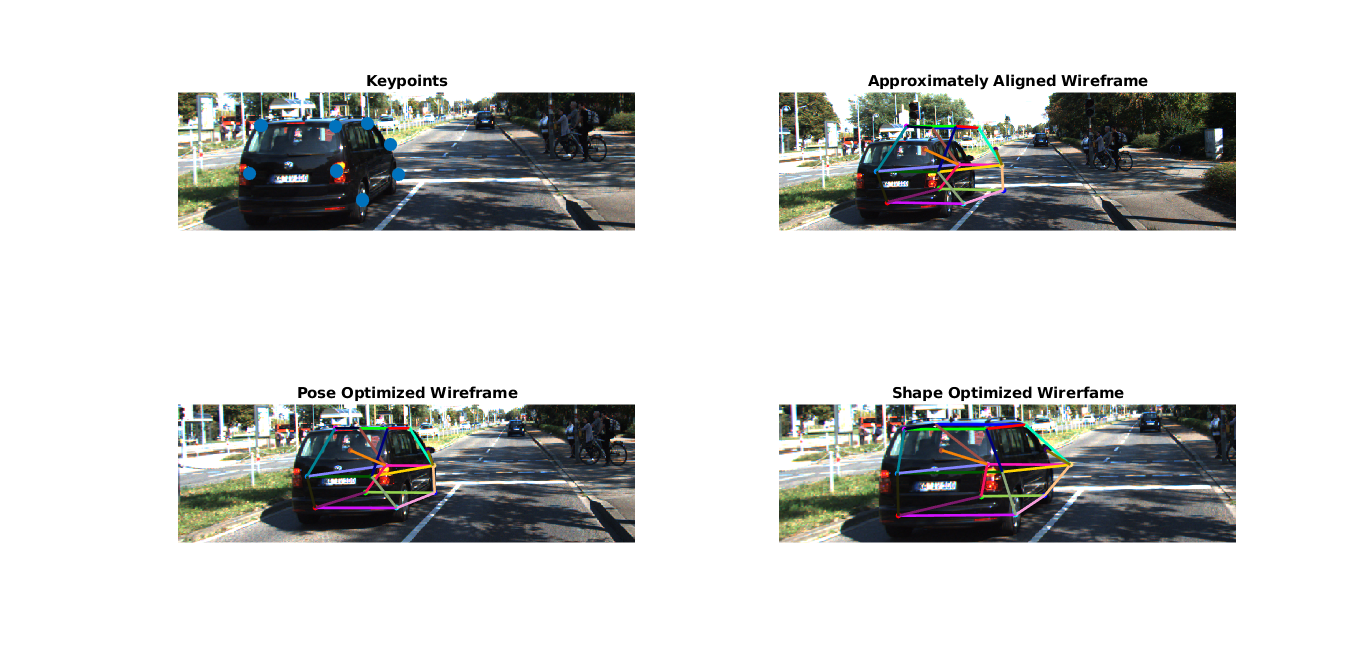 Keypoints
Approximately Aligned Wireframe
Pose Optimized Wireframe
Shape Optimized Wirerfame